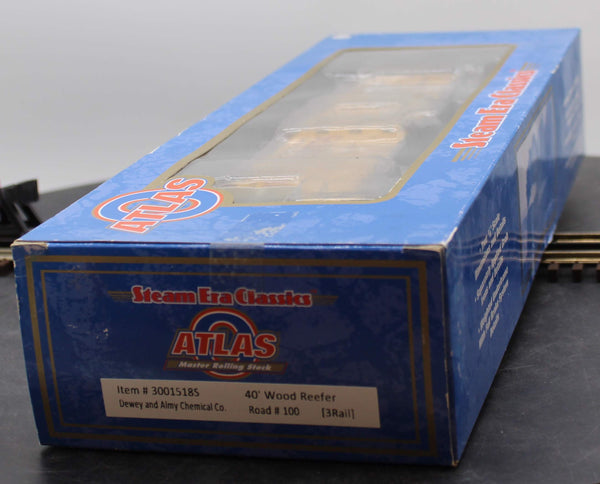 Steam Era Classics
ATLAS
Steam Era Classics
ATLAS
Master Rolling Stock
Item # 3001518S 40' Wood Reefer
Dewey and Almy Chemical Co. Road # 100 [3Rail]